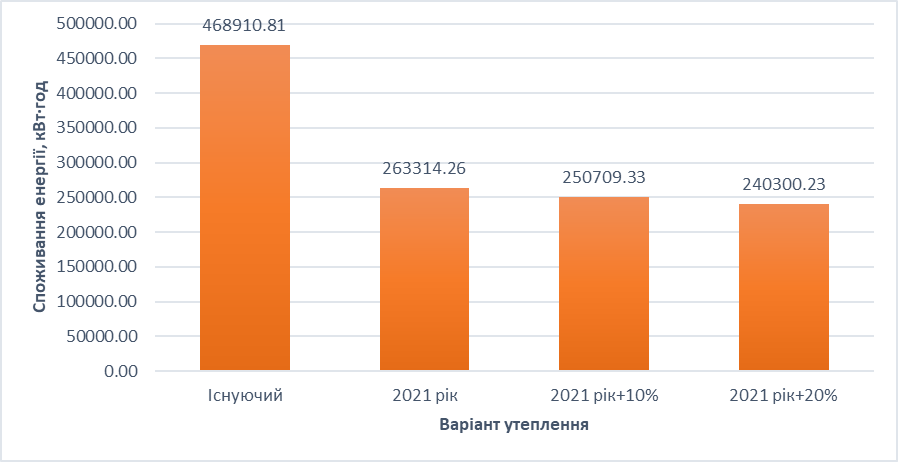 Споживання енергії, кВт·год
500000.00
450000.00
400000.00
350000.00
300000.00
250000.00
200000.00
150000.00
100000.00
50000.00
0.00
468910.81
263314.26
250709.33
240300.23
Існуючий
2021 рік
2021 рік+10%
2021 рік+20%
Варіант утеплення